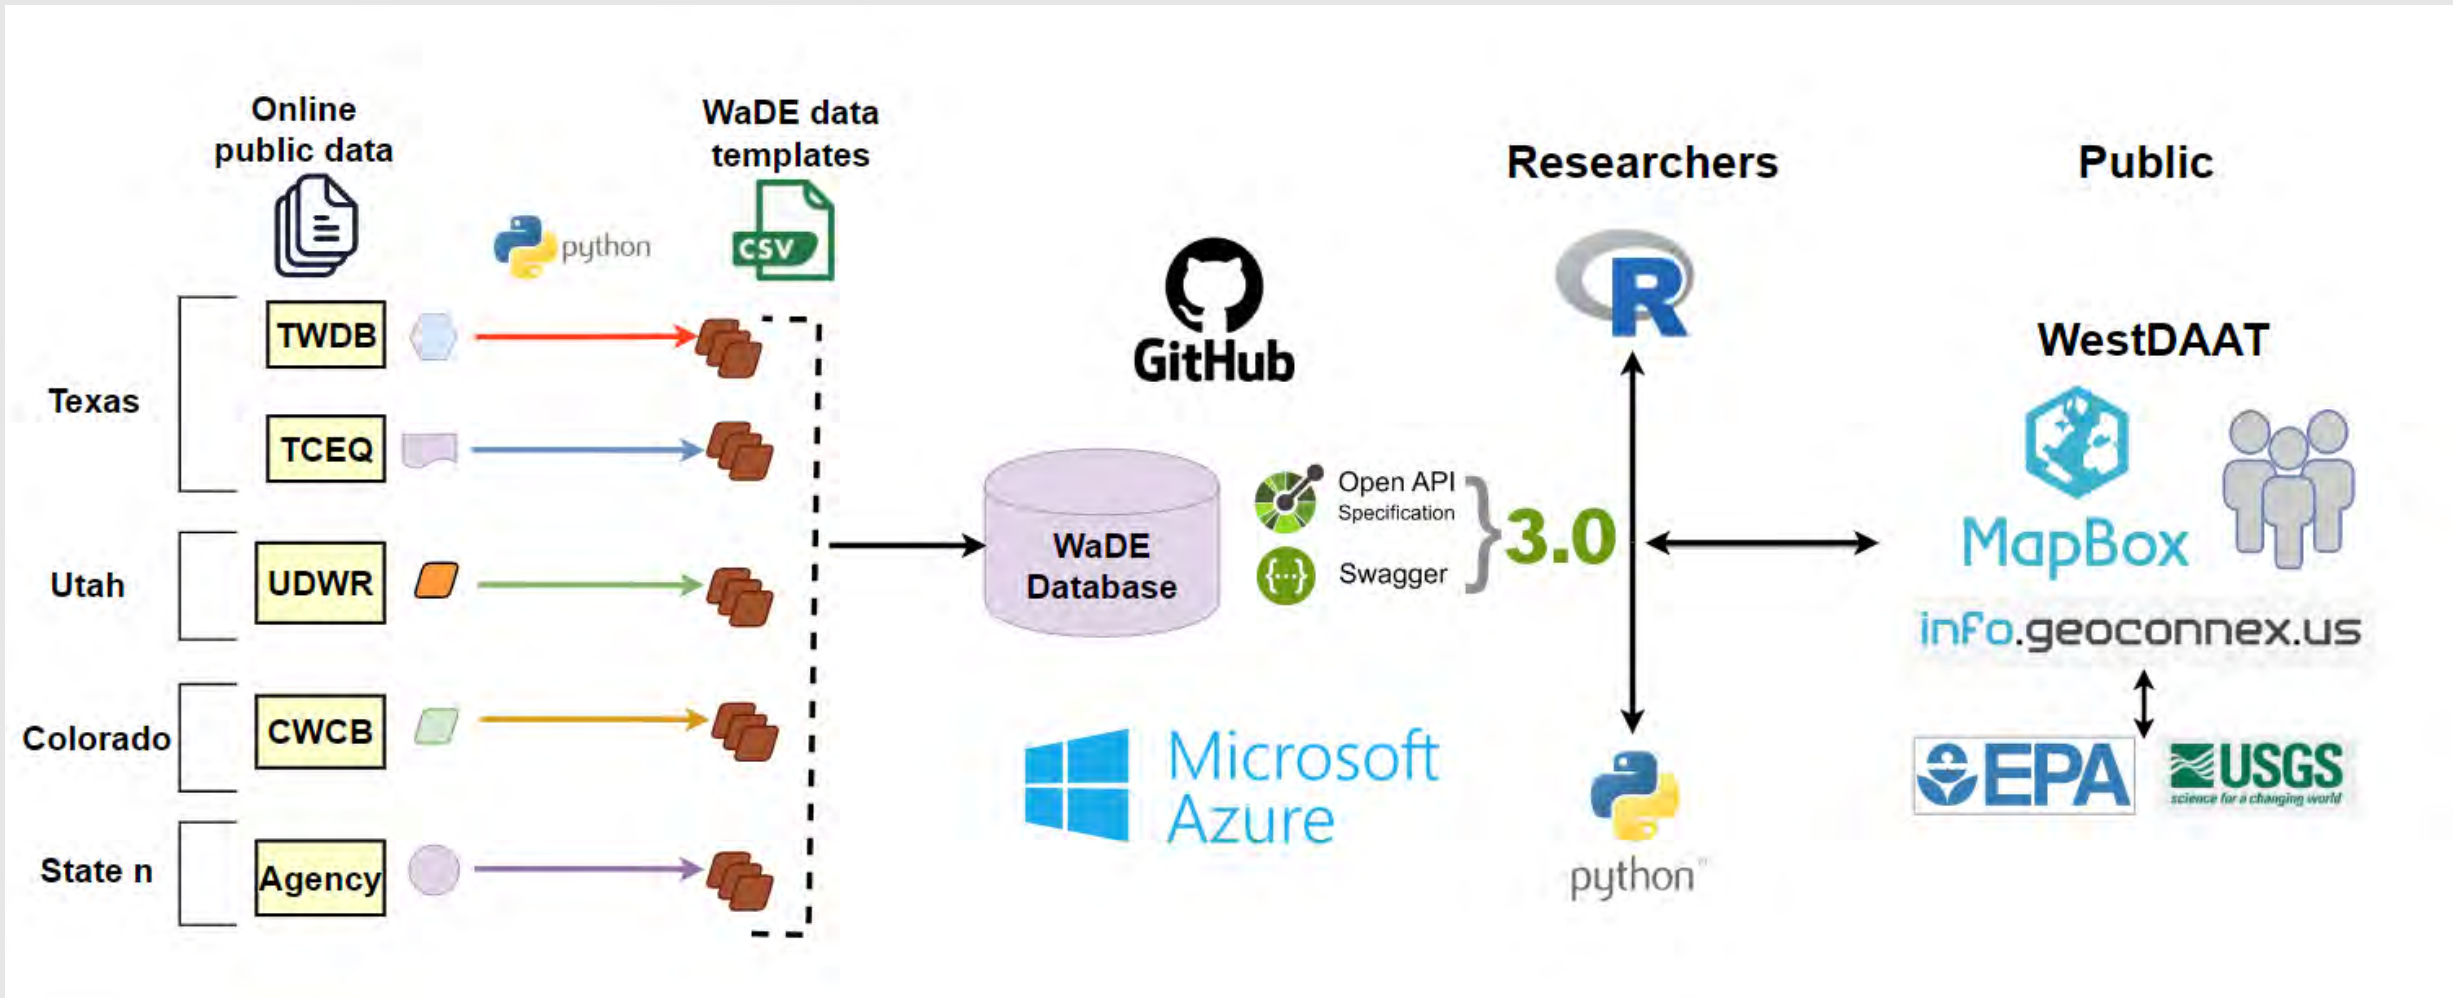 Online
public data
WaDE data
templates
python
CSV
Texas
TWDB
TCEQ
Utah
UDWR
Colorado
CWCB
State n
Agency
GitHub
WaDE
Database
Open API
Specification
Swagger
}
3.0
{...}
Microsoft
Azure
Researchers
R
python
Public
WestDAAT
MapBox
info.geoconnex.us
EPA
USGS
science for a changing world